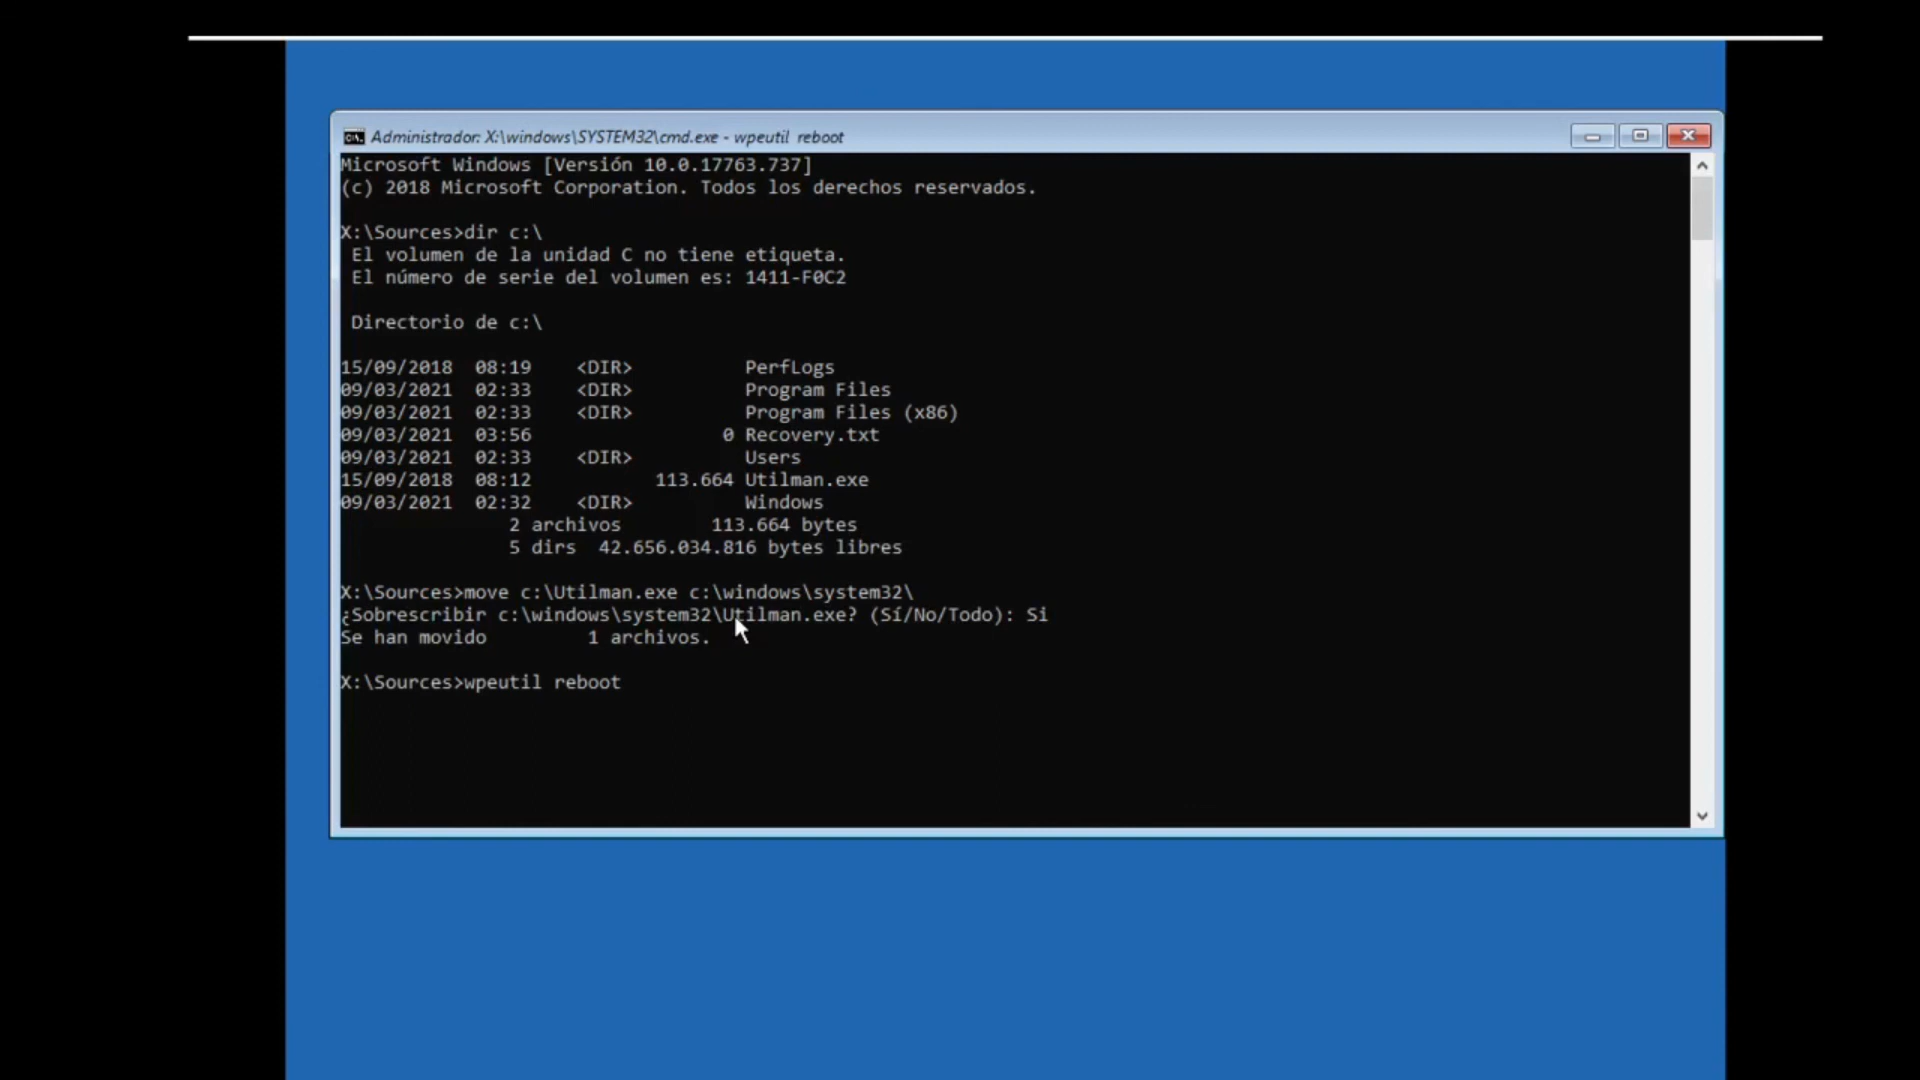 Administrador: X:\windows\SYSTEM32\cmd.exe - wpeutil reboot
Microsoft Windows [Versión 10.0.17763.737]
(c) 2018 Microsoft Corporation. Todos los derechos reservados.
X:\Sources>dir c:\
El volumen de la unidad C no tiene etiqueta.
El número de serie del volumen es: 1411-F0C2
Directorio de c:\
15/09/2018  08:19    <DIR>          PerfLogs
09/03/2021  02:33    <DIR>          Program Files
09/03/2021  02:33    <DIR>          Program Files (x86)
09/03/2021  03:56                 0 Recovery.txt
09/03/2021  02:33    <DIR>          Users
15/09/2018  08:12           113.664 Utilman.exe
09/03/2021  02:32    <DIR>          Windows
2 archivos        113.664 bytes
5 dirs  42.656.034.816 bytes libres
X:\Sources>move c:\Utilman.exe c:\windows\system32\
¿Sobrescribir c:\windows\system32\Utilman.exe? (Sí/No/Todo): Si
Se han movido         1 archivos.
X:\Sources>wpeutil reboot